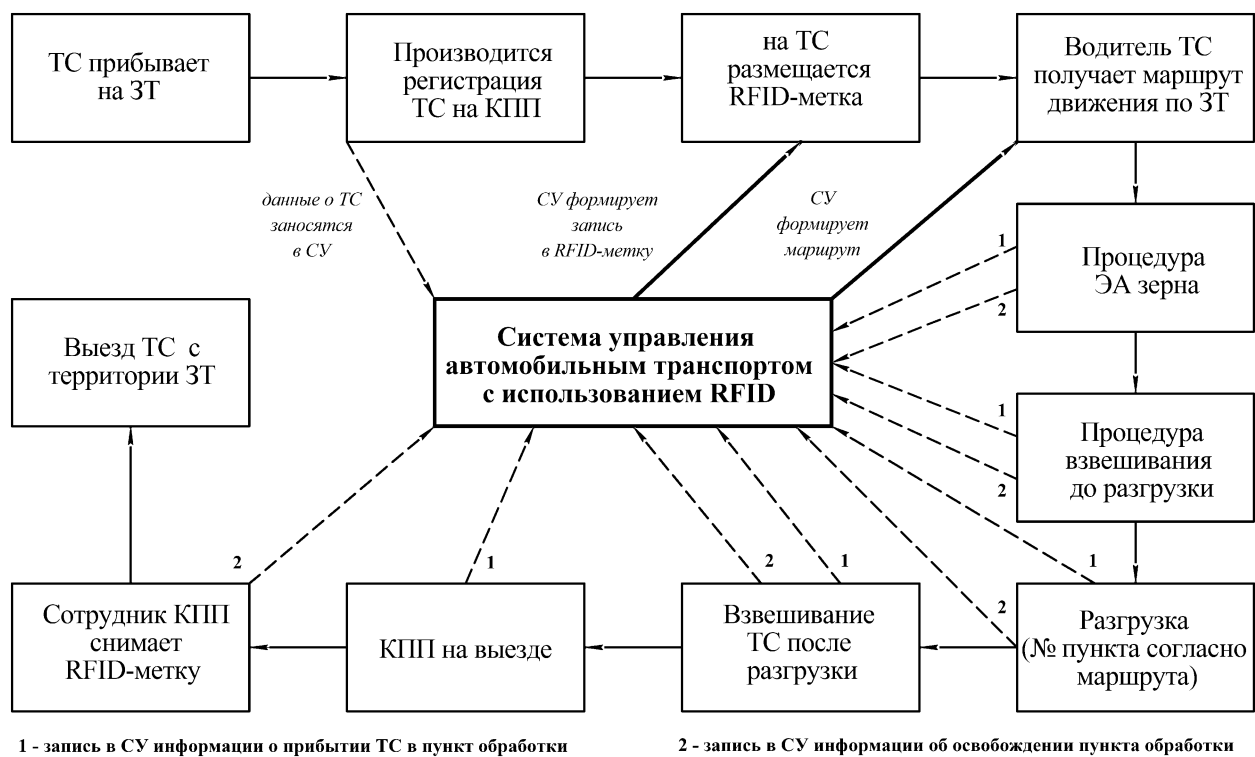 ТС прибывает
на ЗТ
Производится
регистрация
ТС на КПП
на ТС
размещается
RFID-метка
Водитель ТС
получает маршрут
движения по ЗТ
данные о ТС
заносятся
в СУ
СУ формирует
запись
в RFID-метку
СУ
формирует
маршрут
1
2
Процедура
ЭА зерна
Выезд ТС с
территории ЗТ
Система управления
автомобильным транспортом
с использованием RFID
1
2
Процедура
взвешивания
до разгрузки
2
1
2
1
1
2
Сотрудник КПП
снимает
RFID-метку
КПП на выезде
Взвешивание
ТС после
разгрузки
Разгрузка
(№ пункта согласно
маршрута)
1 - запись в СУ информации о прибытии ТС в пункт обработки
2 - запись в СУ информации об освобождении пункта обработки